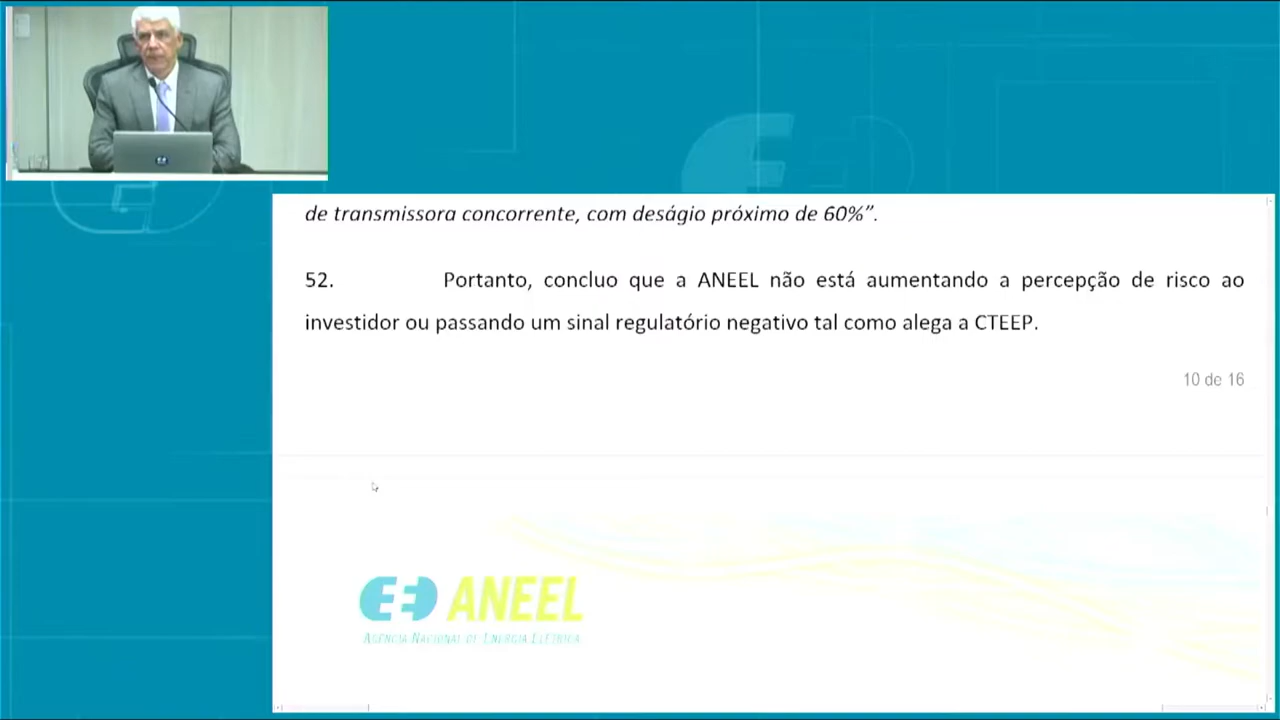 de transmissora concorrente, com deságio próximo de 60%”.
52. Portanto, concluo que a ANEEL não está aumentando a percepção de risco ao
investidor ou passando um sinal regulatório negativo tal como alega a CTEEP.
10 de 16
ANEEL
AGÊNCIA NACIONAL DE ENERGIA ELÉTRICA